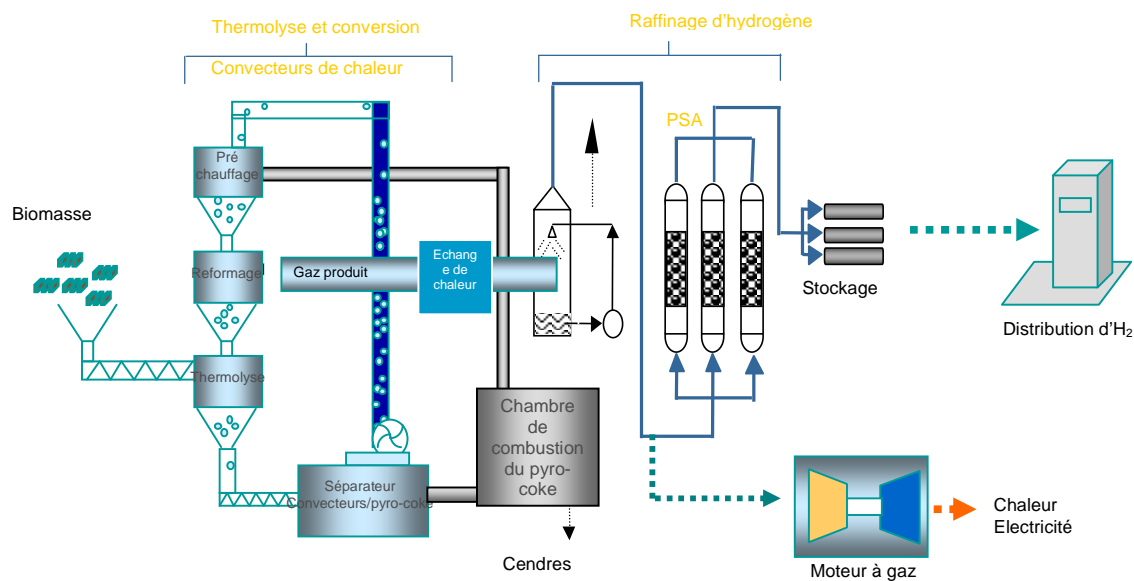 Thermolyse et conversion
Convecteurs de chaleur
Raffinage d'hydrogène
PSA
Pré
chauffage
Biomasse
Reformage
Gaz produit
Echang
e de
chaleur
Stockage
Distribution d'H₂
Thermolyse
Chambre
de
combustion
du pyro-
coke
Séparateur
Convecteurs/pyro-coke
Cendres
Moteur à gaz
Chaleur
Electricité